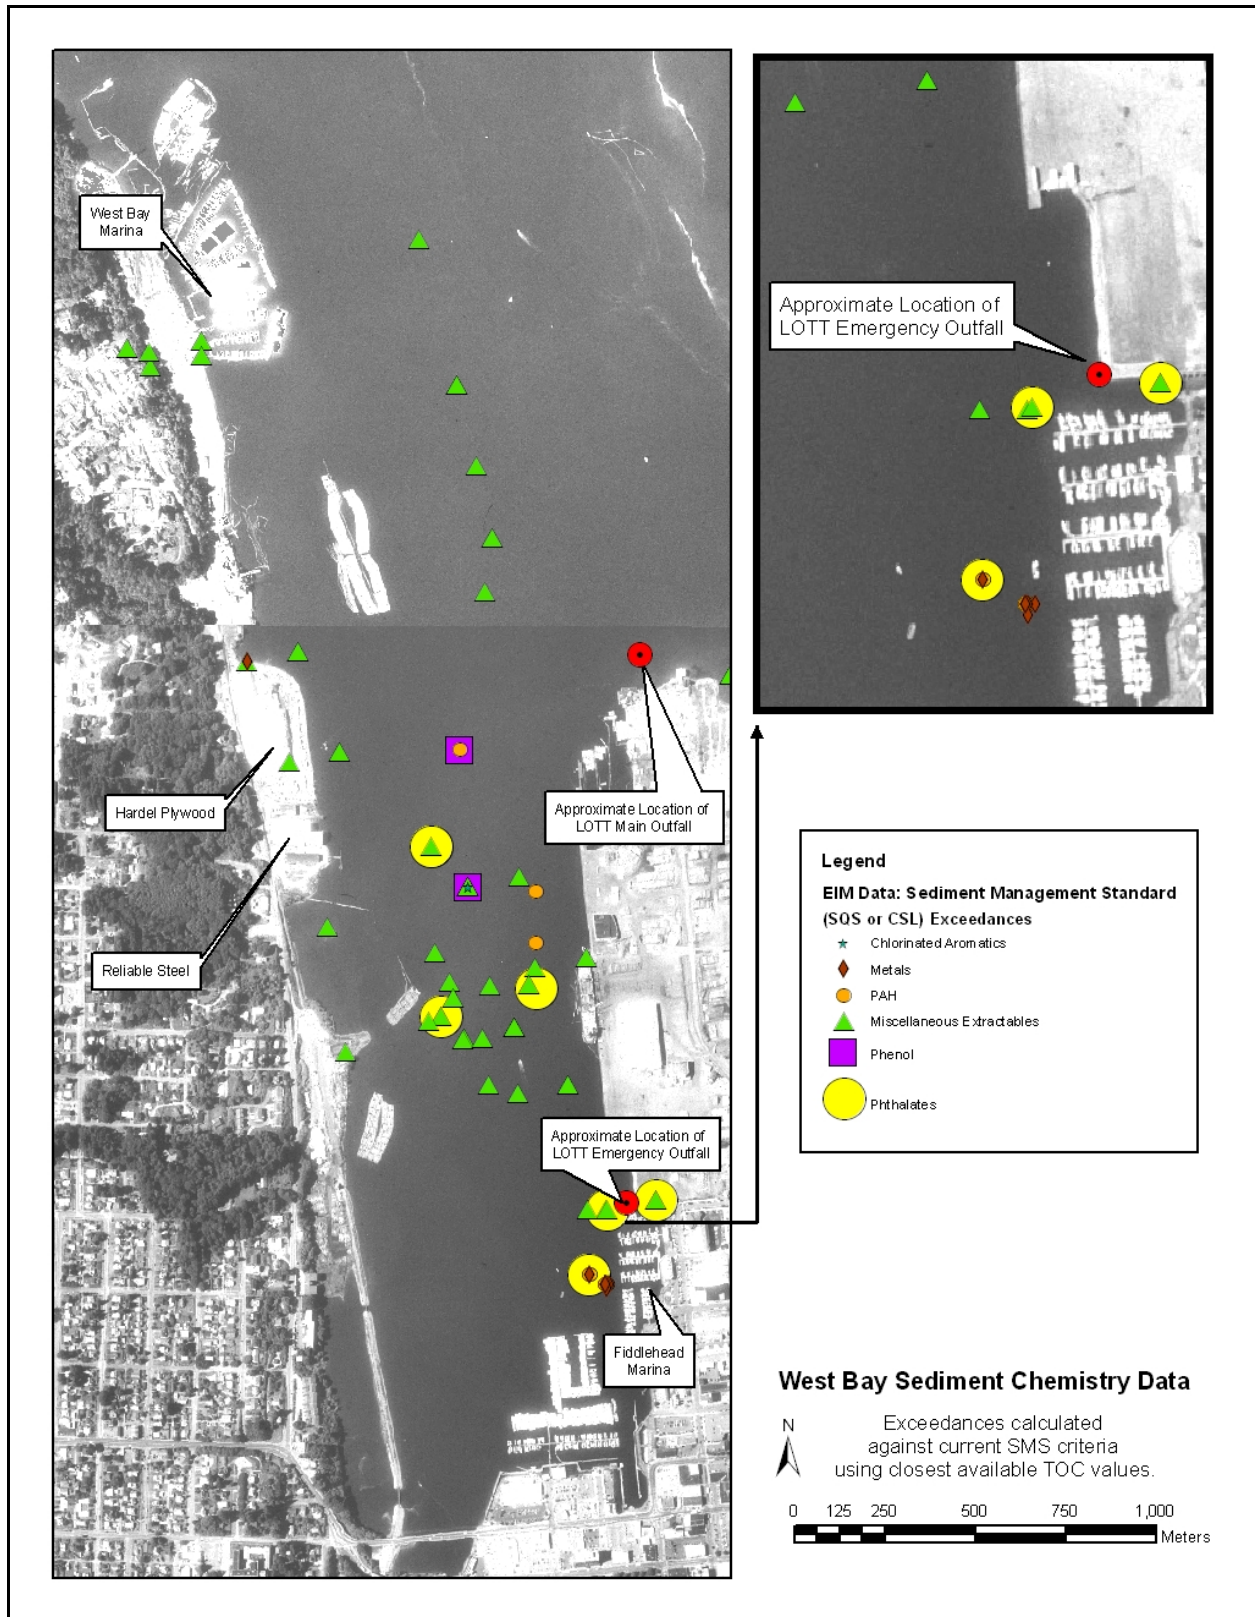 West Bay
Marina
Hardel Plywood
Reliable Steel
Approximate Location of
LOTT Main Outfall
Approximate Location of
LOTT Emergency Outfall
Fiddlehead
Marina
Approximate Location of
LOTT Emergency Outfall
Legend
EIM Data: Sediment Management Standard
(SQS or CSL) Exceedances
Chlorinated Aromatics
Metals
PAH
Miscellaneous Extractables
Phenol
Phthalates
West Bay Sediment Chemistry Data
N
Exceedances calculated
against current SMS criteria
using closest available TOC values.
0 125 250 500 750 1,000
Meters